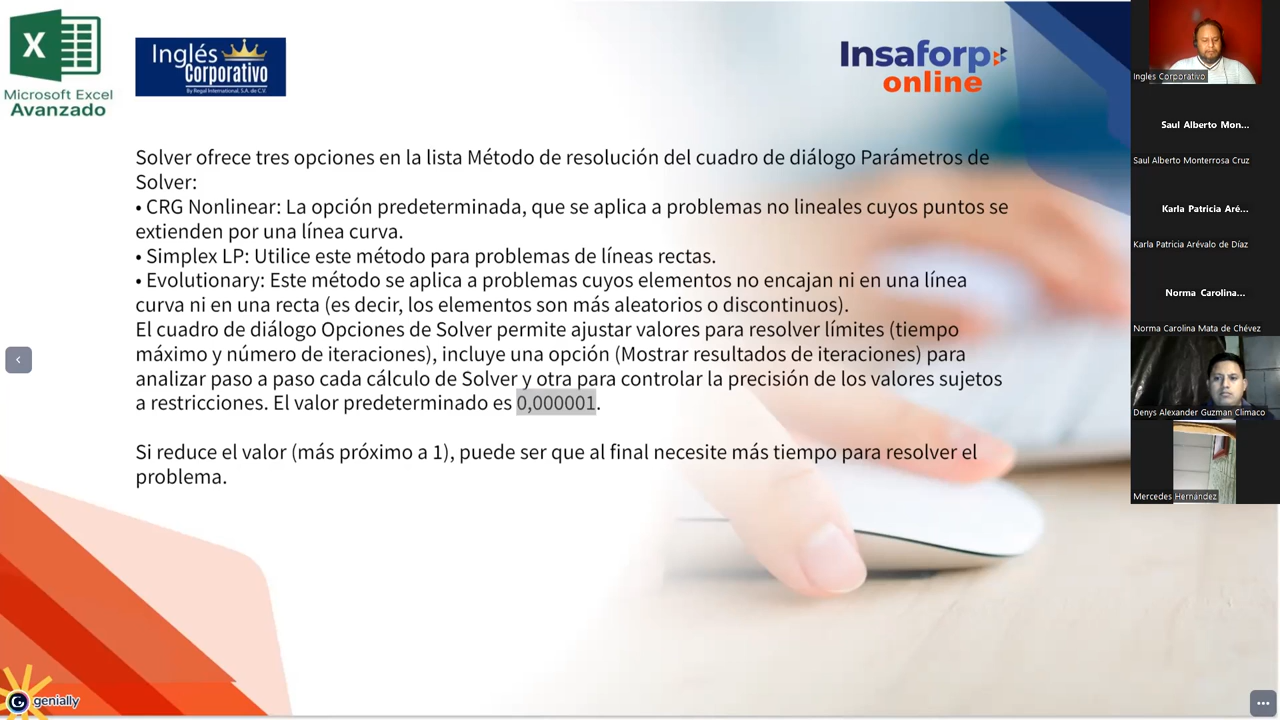 X
Microsoft Excel
Avanzado
Inglés
Corporativo
By Regal International, S.A. de C.V.
Insaforp
online
Solver ofrece tres opciones en la lista Método de resolución del cuadro de diálogo Parámetros de
Solver:
• CRG Nonlinear: La opción predeterminada, que se aplica a problemas no lineales cuyos puntos se
extienden por una línea curva.
• Simplex LP: Utilice este método para problemas de líneas rectas.
• Evolutionary: Este método se aplica a problemas cuyos elementos no encajan ni en una línea
curva ni en una recta (es decir, los elementos son más aleatorios o discontinuos).
El cuadro de diálogo Opciones de Solver permite ajustar valores para resolver límites (tiempo
máximo y número de iteraciones), incluye una opción (Mostrar resultados de iteraciones) para
analizar paso a paso cada cálculo de Solver y otra para controlar la precisión de los valores sujetos
a restricciones. El valor predeterminado es 0,000001.
Si reduce el valor (más próximo a 1), puede ser que al final necesite más tiempo para resolver el
problema.
G genially
Ingles Corporativo
Saul Alberto Mon...
Saul Alberto Monterrosa Cruz
Karla Patricia Aré...
Karla Patricia Arévalo de Díaz
Norma Carolina...
Norma Carolina Mata de Chévez
Denys Alexander Guzman Climaco
Mercedes Hernández